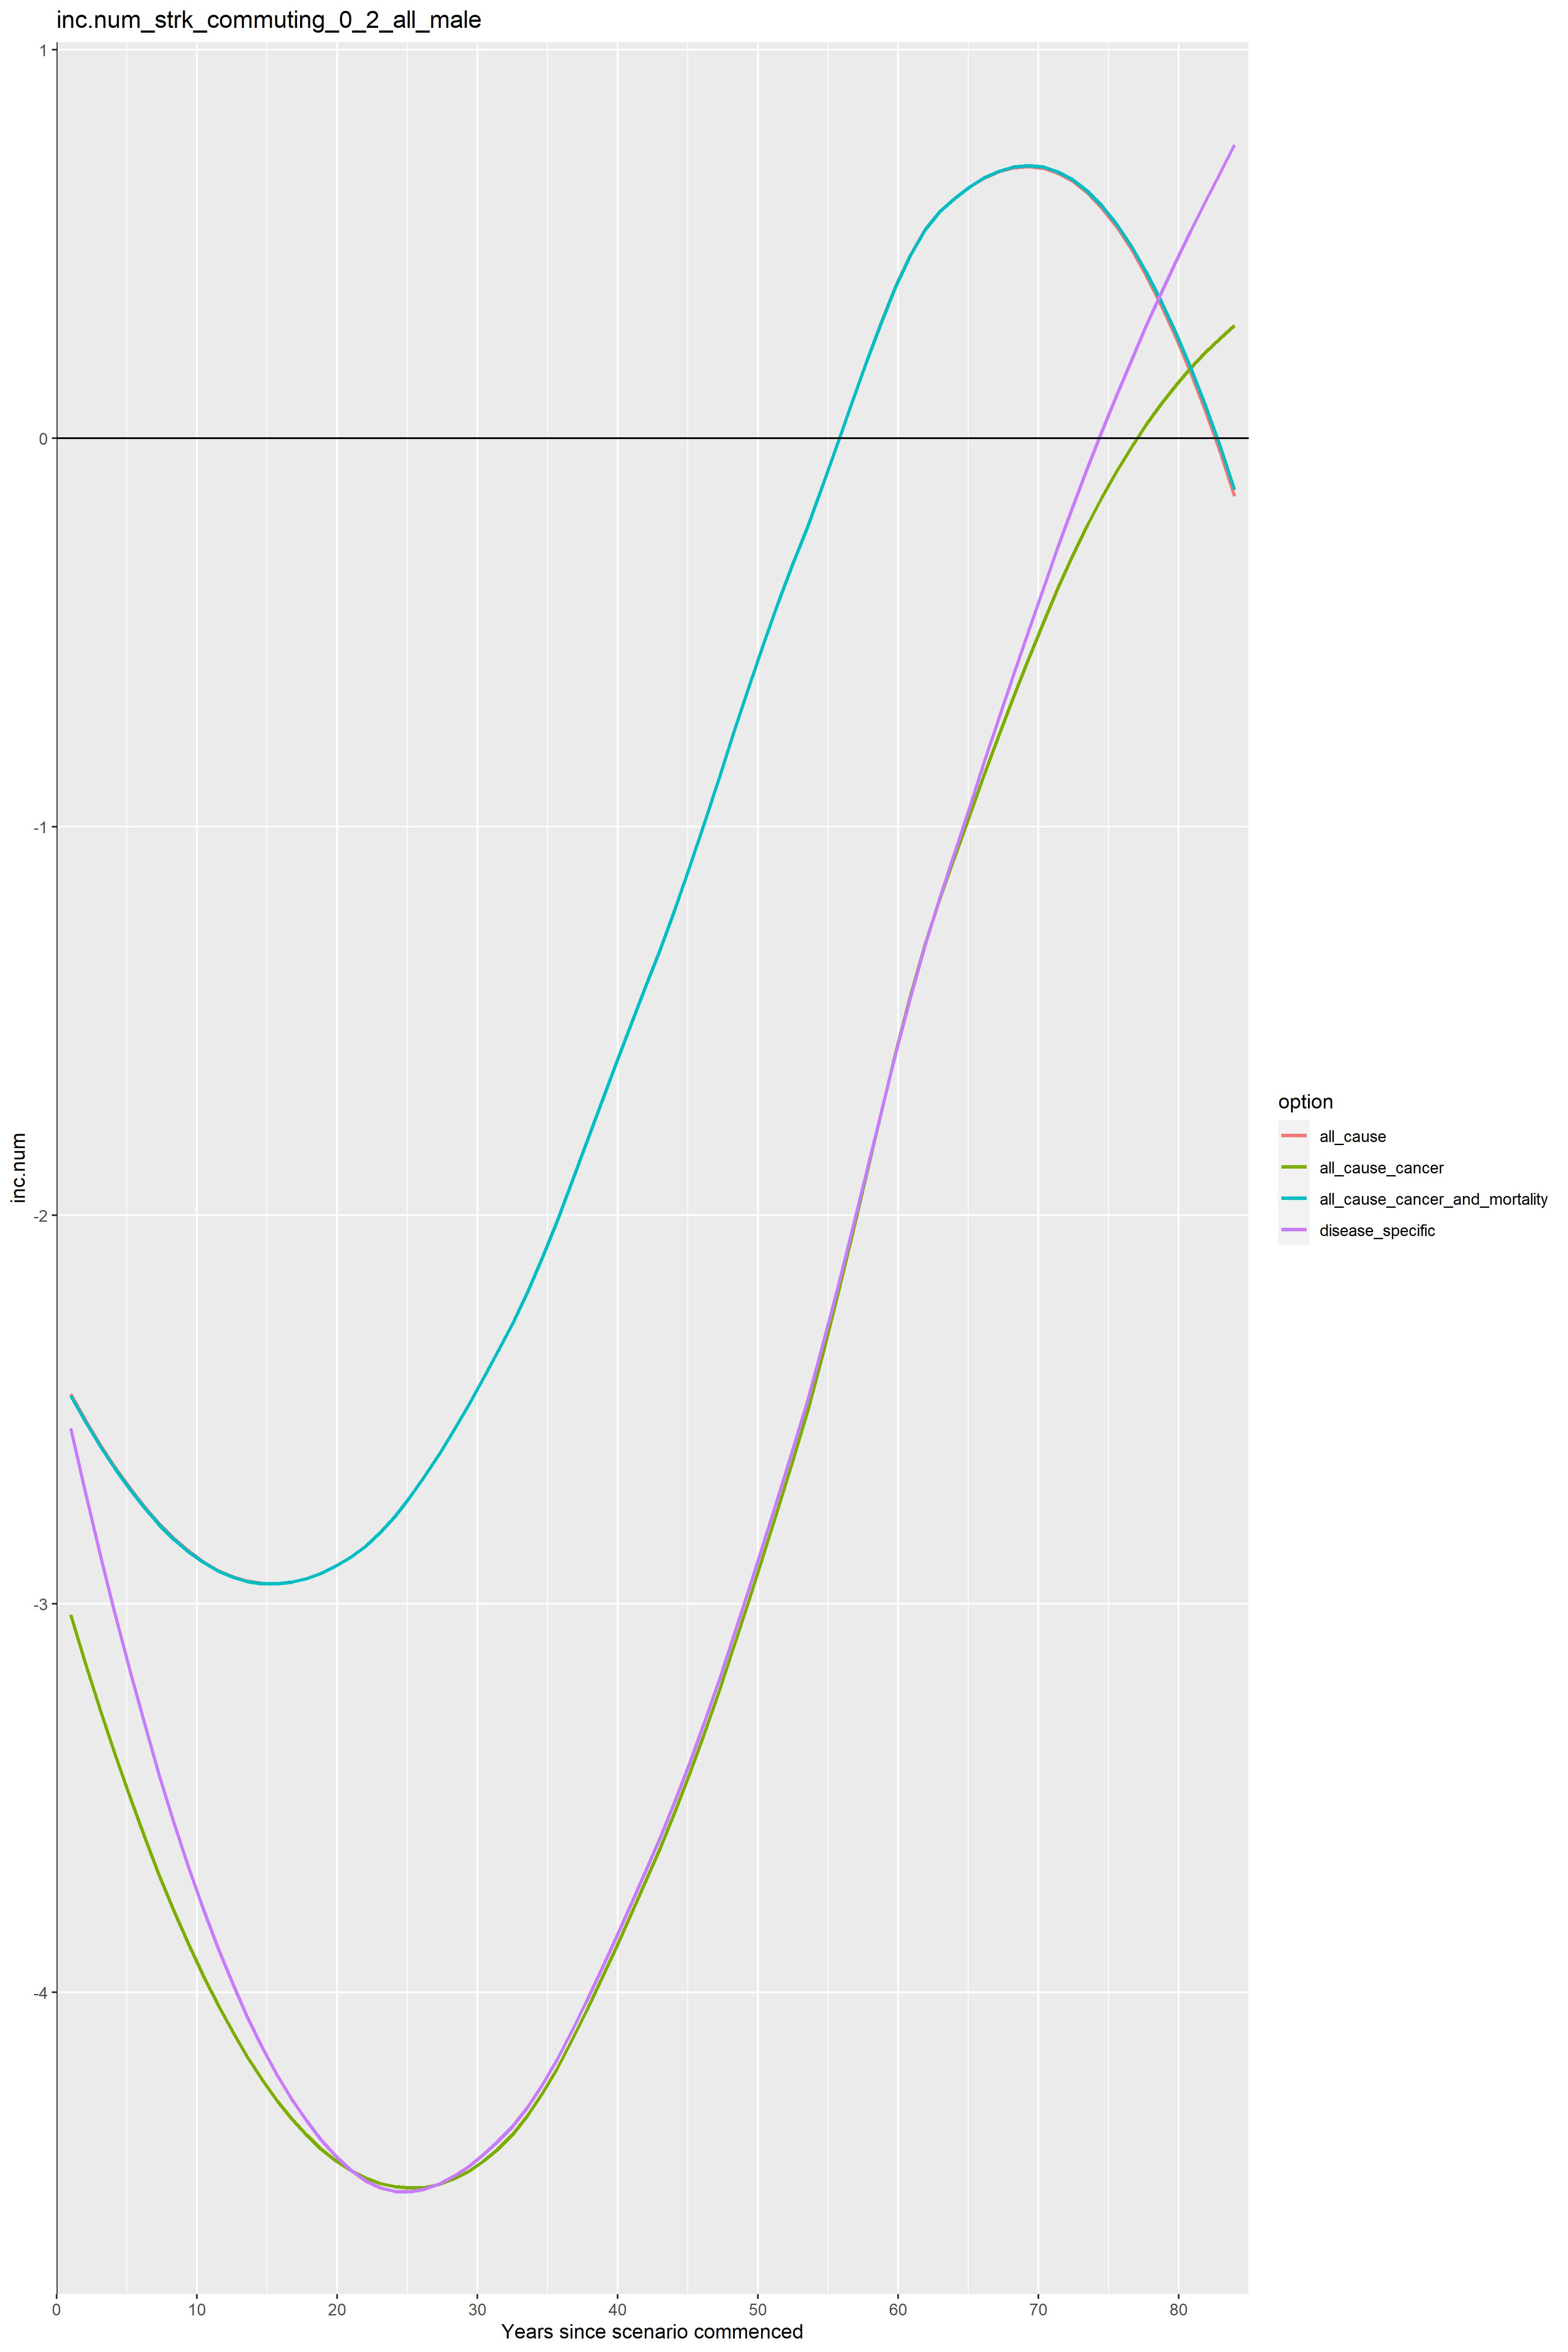 inc.num_strk_commuting_0_2_all_male
1
0
-1
-2
-3
-4
inc.num
0 10 20 30 40 50 60 70 80
Years since scenario commenced
option
all_cause
all_cause_cancer
all_cause_cancer_and_mortality
disease_specific